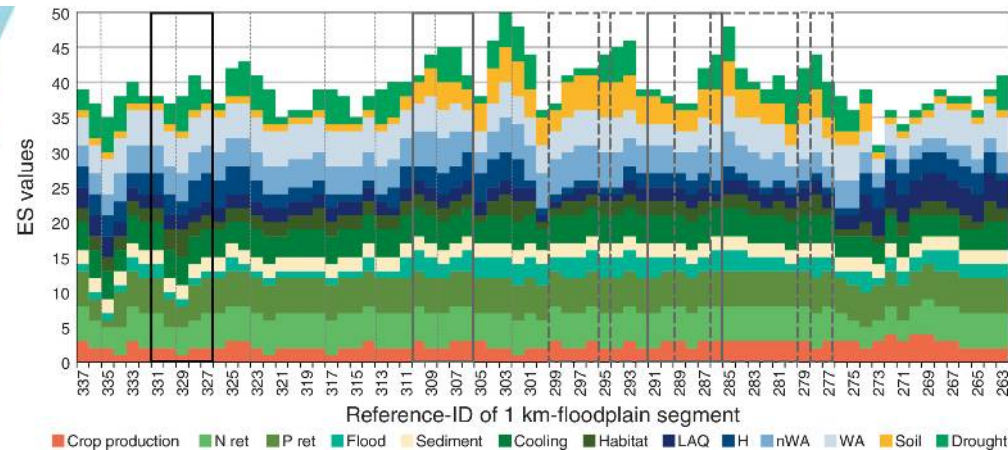 50
45
40
35
30
25
20
15
10
5
0
ES values
337 335 333 331 329 327 325 323 321 319 317 315 313 311 309 307 305 303 301 299 297 295 293 291 289 287 285 283 281 279 277 275 273 271 269 267 265 263
Reference-ID of 1 km-floodplain segment
Crop production N ret P ret Flood Sediment Cooling Habitat LAQ H nWA WA Soil Drought